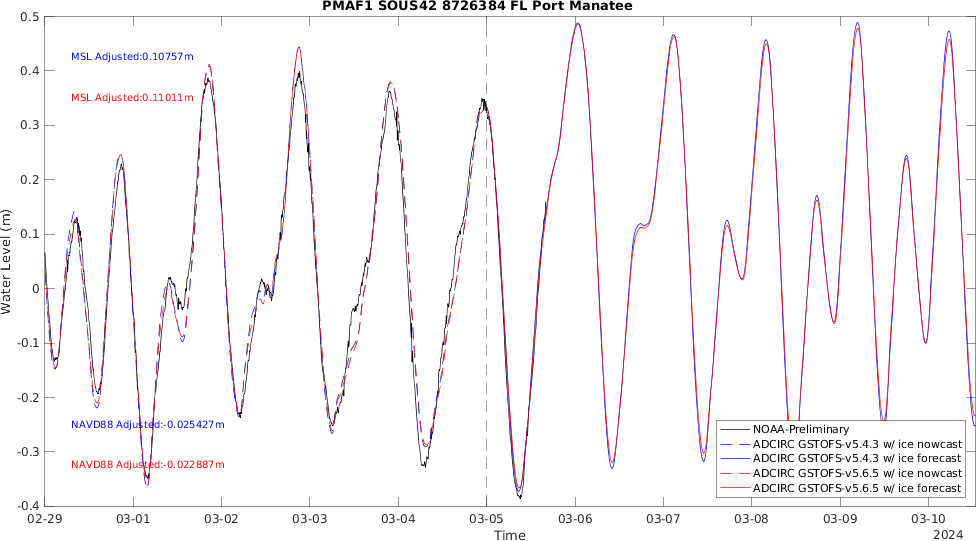 PMAF1 SOUS42 8726384 FL Port Manatee
0.5
0.4
0.3
0.2
0.1
0
-0.1
-0.2
-0.3
-0.4
Water Level (m)
MSL Adjusted:0.10757m
MSL Adjusted:0.11011m
NAVD88 Adjusted:-0.025427m
NAVD88 Adjusted:-0.022887m
NOAA-Preliminary
ADCIRC GSTOFS-v5.4.3 w/ ice nowcast
ADCIRC GSTOFS-v5.4.3 w/ ice forecast
ADCIRC GSTOFS-v5.6.5 w/ ice nowcast
ADCIRC GSTOFS-v5.6.5 w/ ice forecast
02-29 03-01 03-02 03-03 03-04 03-05 03-06 03-07 03-08 03-09 03-10
Time
2024